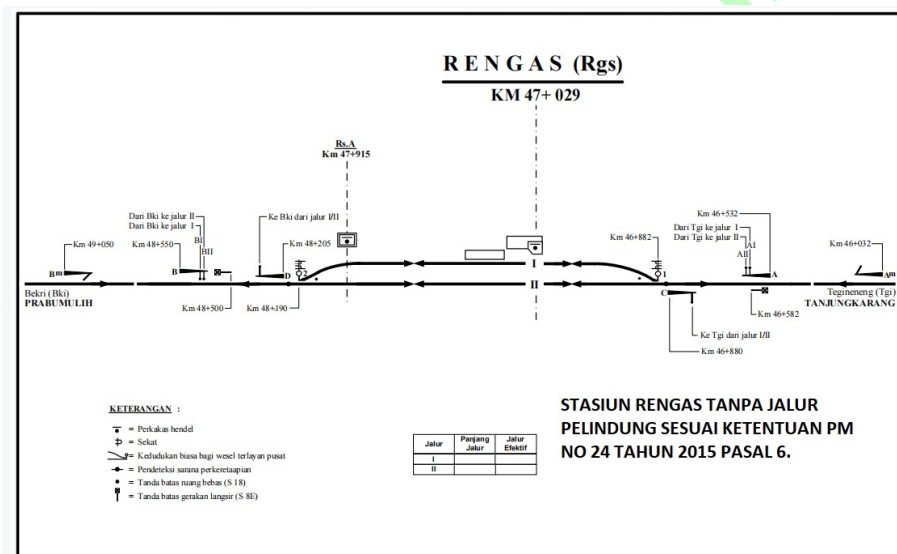 R E N G A S (Rgs)
KM 47+ 029
Rs.A
Km 47+915
Dari Bki ke jalur II
Dari Bki ke jalur I
BI
BII
Km 49+050
Km 48+550
Bm
B
Ke Bki dari jalur I/II
Km 48+205
D
2
Km 48+500
Km 48+190
Bekri (Bki)
PRABUMULIH
I
II
Km 46+532
Dari Tgi ke jalur I
Dari Tgi ke jalur II
AI
AII
Km 46+882
1
Km 46+032
A
Am
C
Km 46+582
Tegineneng (Tgi)
TANJUNGKARANG
Ke Tgi dari jalur I/II
Km 46+880
KETERANGAN :
= Perkakas hendel
= Sekat
= Kedudukan biasa bagi wesel terlayan pusat
= Pendeteksi sarana perkeretaapian
= Tanda batas ruang bebas (S 18)
= Tanda batas gerakan langsir (S 8E)
Jalur Panjang Jalur Jalur Efektif
I
II
STASIUN RENGAS TANPA JALUR
PELINDUNG SESUAI KETENTUAN PM
NO 24 TAHUN 2015 PASAL 6.